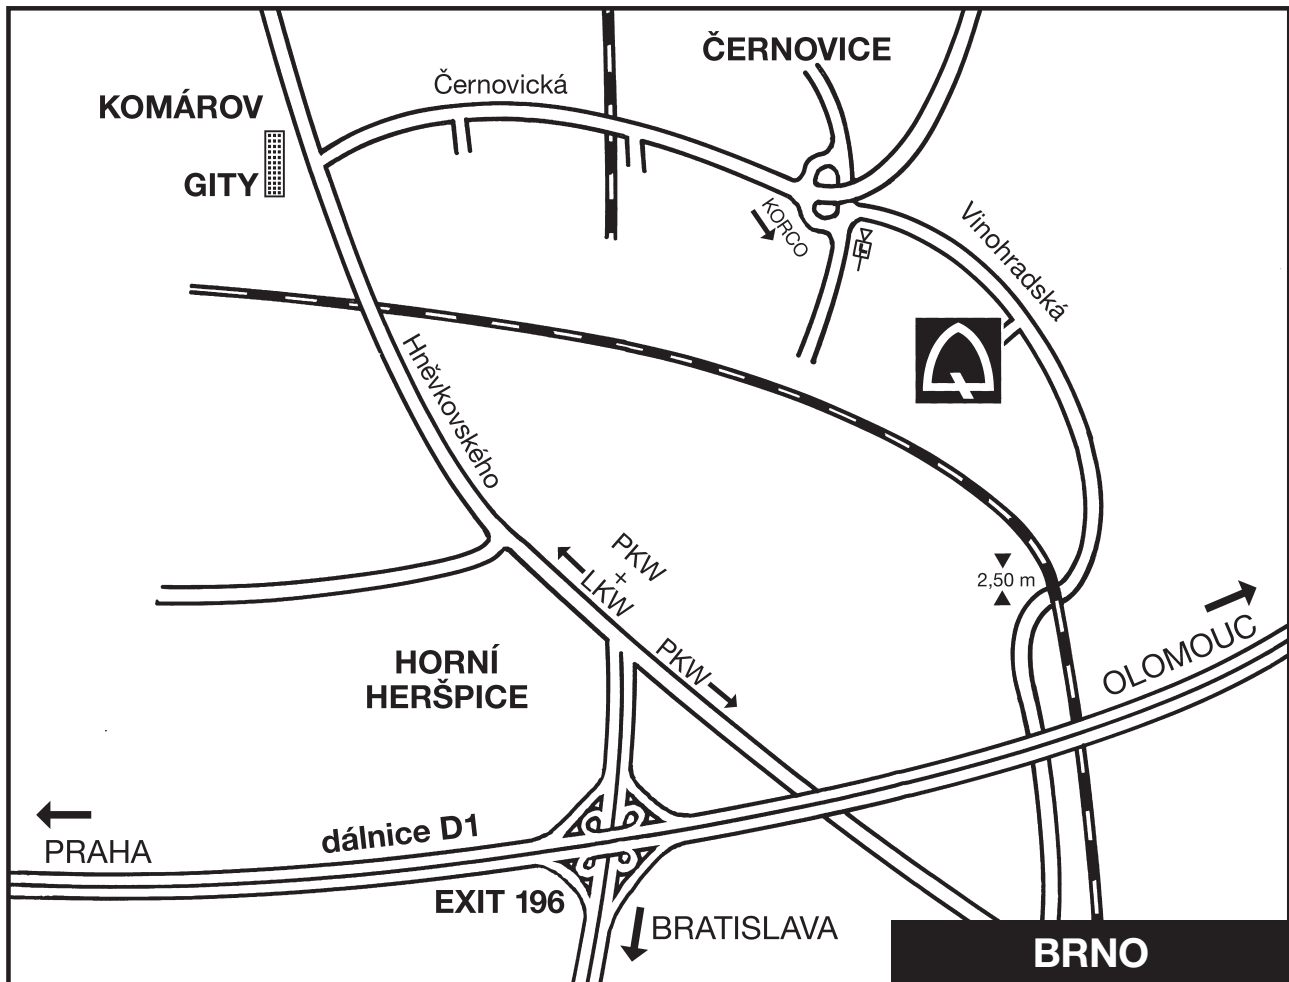 ČERNOVICE
Černovická
KOMÁROV
GITY
KORCO
Vinohradská
Hněvkovského
PKW
+
LKW
2,50 m
PKW
OLOMOUC
HORNÍ
HERŠPICE
dálnice D1
PRAHA
EXIT 196
BRATISLAVA
BRNO